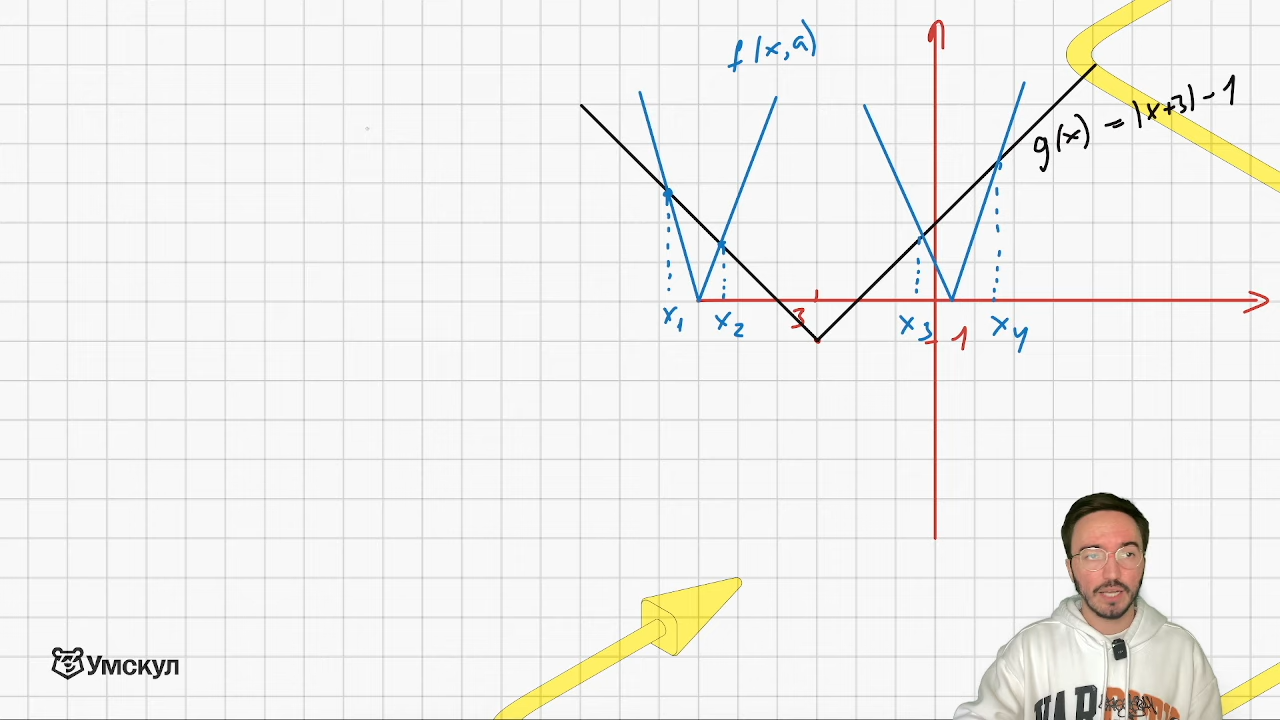 f(x,a)
g(x) = |x+3| - 1
3
x1
x2
x3
1
x4
Умскул